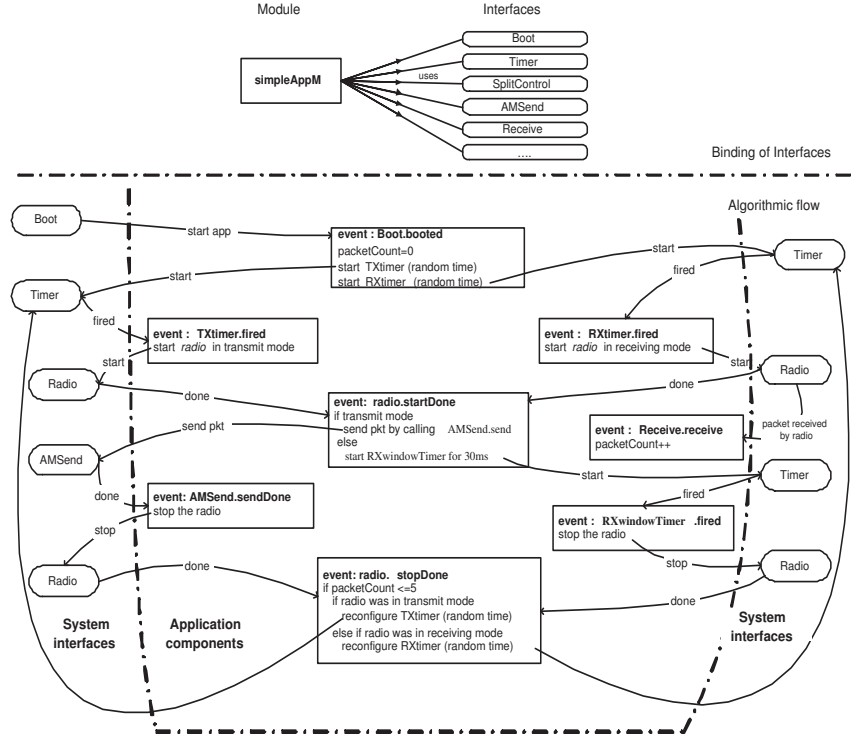 Module
Interfaces
simpleAppM
uses
Boot
Timer
SplitControl
AMSend
Receive
....
Binding of Interfaces
Algorithmic flow
Boot
start app
event : Boot.booted
packetCount=0
start TXtimer (random time)
start RXtimer (random time)
start
start
Timer
Timer
fired
fired
event : TXtimer.fired
start radio in transmit mode
event : RXtimer.fired
start radio in receiving mode
start
start
Radio
Radio
done
done
event: radio.startDone
if transmit mode
send pkt by calling AMSend.send
else
start RXwindowTimer for 30ms
send pkt
packet received
by radio
event : Receive.receive
packetCount++
AMSend
start
Timer
done
fired
event: AMSend.sendDone
stop the radio
event : RXwindowTimer .fired
stop the radio
stop
stop
Radio
Radio
done
done
event: radio. stopDone
if packetCount <=5
if radio was in transmit mode
reconfigure TXtimer (random time)
else if radio was in receiving mode
reconfigure RXtimer (random time)
System
interfaces
Application
components
System
interfaces